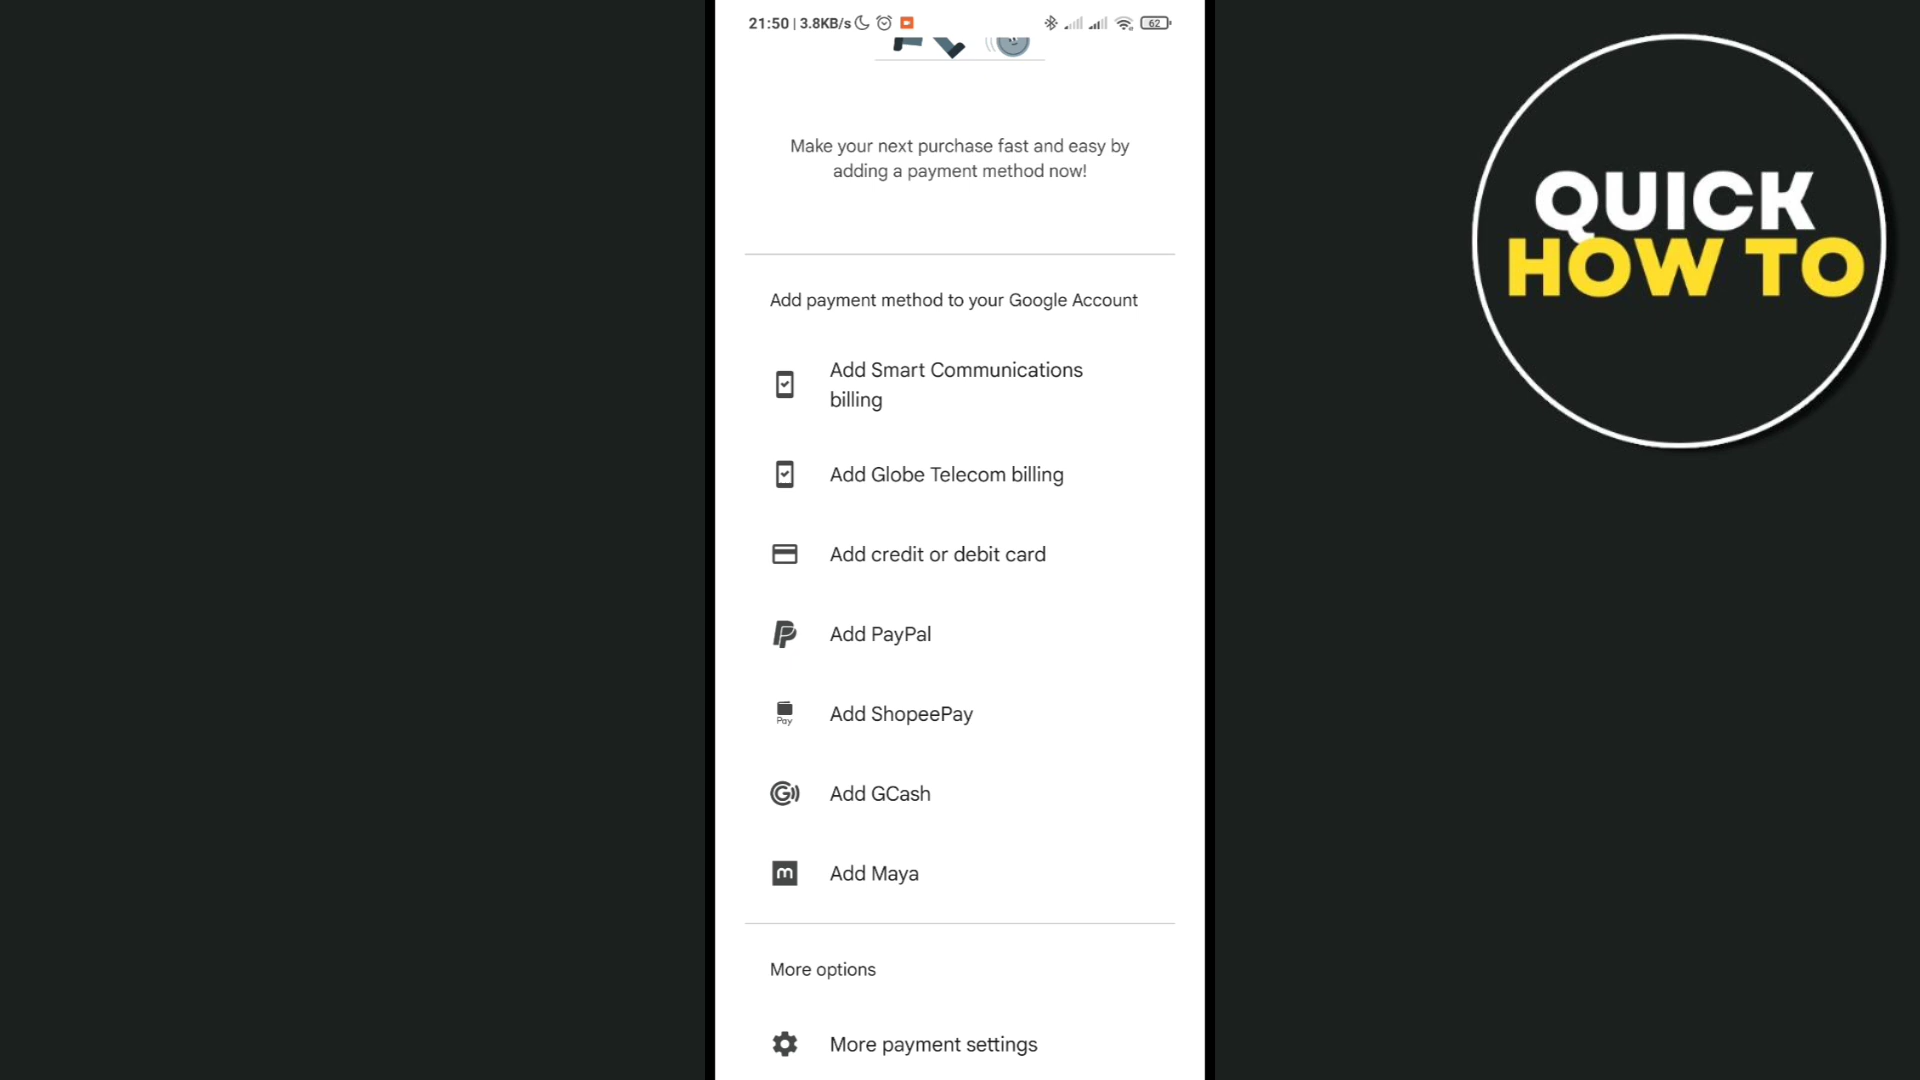 21:50 | 3.8KB/s
62
QUICK
HOW TO
Make your next purchase fast and easy by
adding a payment method now!
Add payment method to your Google Account
Add Smart Communications
billing
Add Globe Telecom billing
Add credit or debit card
Add PayPal
Pay
Add ShopeePay
Add GCash
m
Add Maya
More options
More payment settings